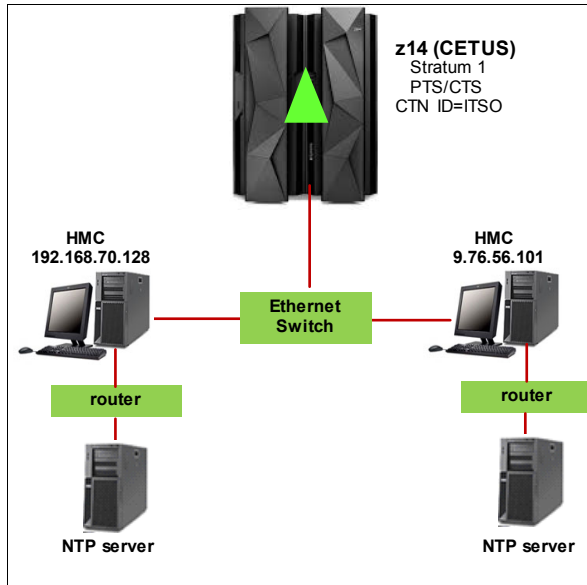 z14 (CETUS)
Stratum 1
PTS/CTS
CTN ID=ITSO
HMC
192.168.70.128
HMC
9.76.56.101
Ethernet
Switch
router
router
NTP server
NTP server